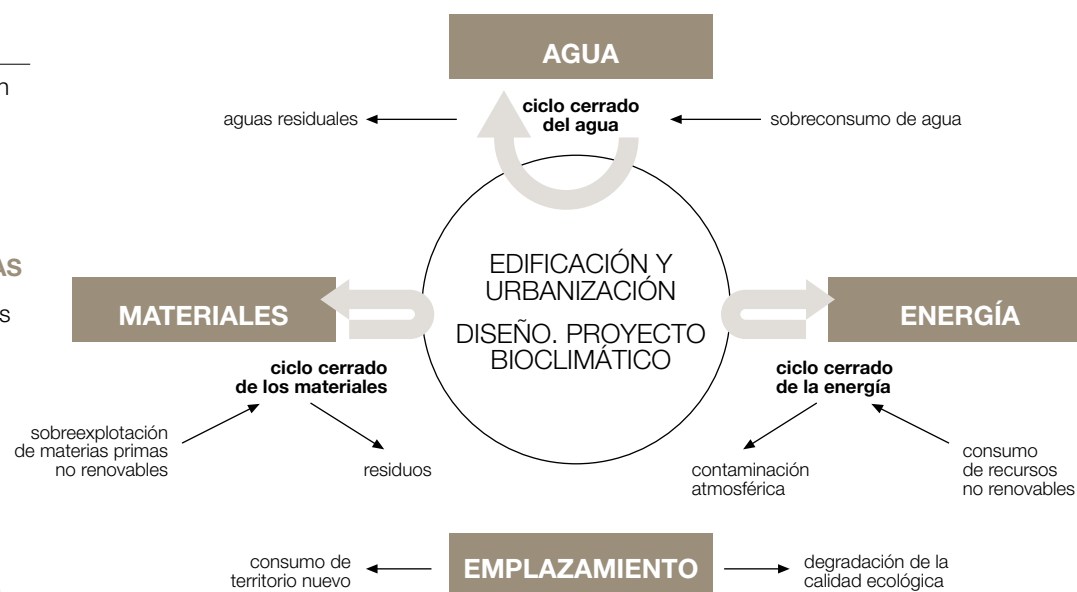 AGUA
ciclo cerrado
del agua
aguas residuales
sobreconsumo de agua
EDIFICACIÓN Y
URBANIZACIÓN
DISEÑO. PROYECTO
BIOCLIMÁTICO
MATERIALES
ciclo cerrado
de los materiales
sobreexplotación
de materias primas
no renovables
residuos
ENERGÍA
ciclo cerrado
de la energía
contaminación
atmosférica
consumo
de recursos
no renovables
EMPLAZAMIENTO
consumo de
territorio nuevo
degradación de la
calidad ecológica